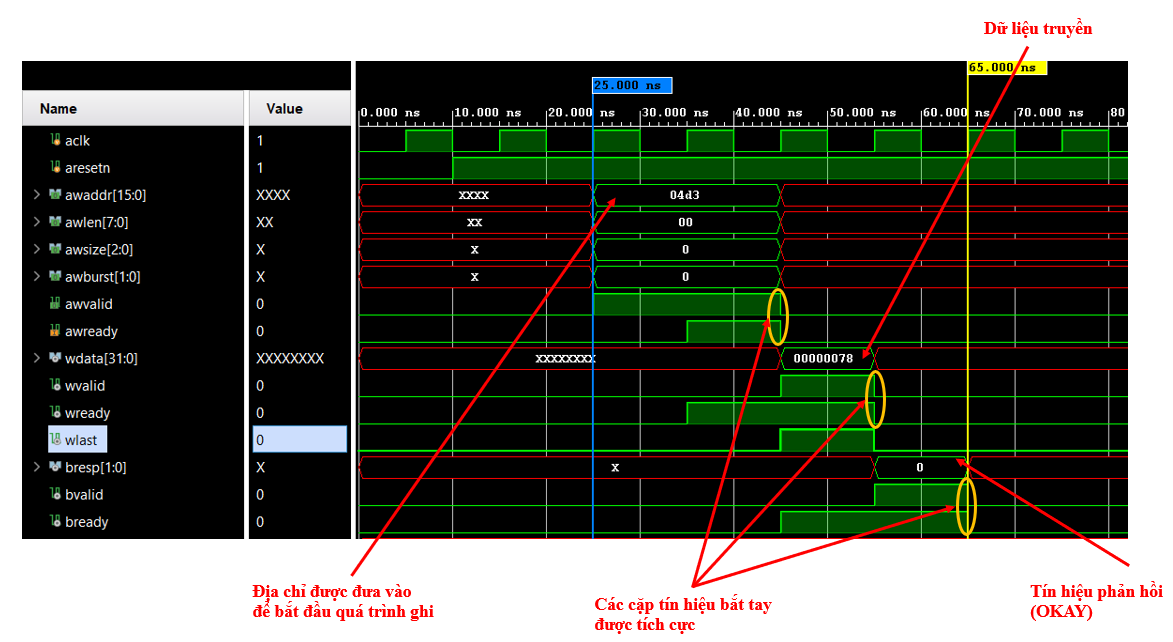 Dữ liệu truyền
65.000 ns
25.000 ns
Name Value
0.000 ns 10.000 ns 20.000 ns 30.000 ns 40.000 ns 50.000 ns 60.000 ns 70.000 ns 80
aclk 1
aresetn 1
awaddr[15:0] XXXX XXXX 04d3
awlen[7:0] XX XX 00
awsize[2:0] X X 0
awburst[1:0] X X 0
awvalid 0
awready 0
wdata[31:0] XXXXXXXX XXXXXXXX 00000078
wvalid 0
wready 0
wlast 0
bresp[1:0] X X 0
bvalid 0
bready 0
Địa chỉ được đưa vào
để bắt đầu quá trình ghi
Các cặp tín hiệu bắt tay
được tích cực
Tín hiệu phản hồi
(OKAY)